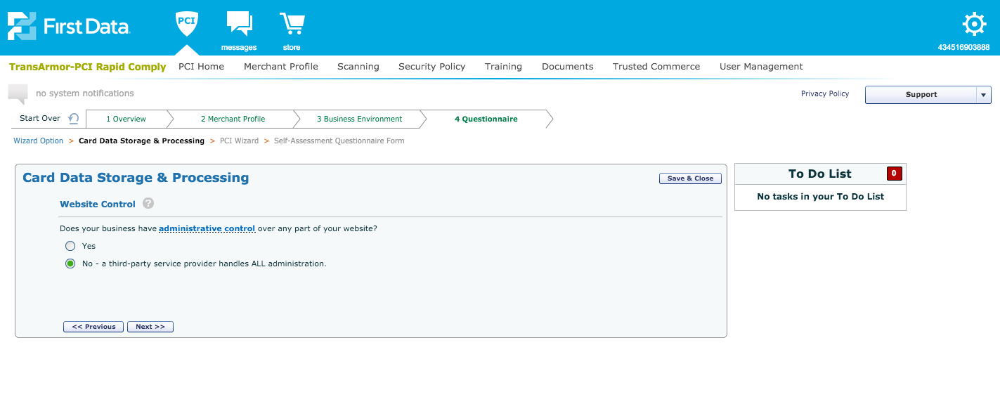 First Data.
PCI
messages
store
434516903888
TransArmor-PCI Rapid Comply PCI Home Merchant Profile Scanning Security Policy Training Documents Trusted Commerce User Management
no system notifications
Privacy Policy
Support
Start Over 1 Overview 2 Merchant Profile 3 Business Environment 4 Questionnaire
Wizard Option > Card Data Storage & Processing > PCI Wizard > Self-Assessment Questionnaire Form
Card Data Storage & Processing
Save & Close
To Do List 0
No tasks in your To Do List
Website Control ?
Does your business have administrative control over any part of your website?
Yes
No - a third-party service provider handles ALL administration.
<< Previous Next >>